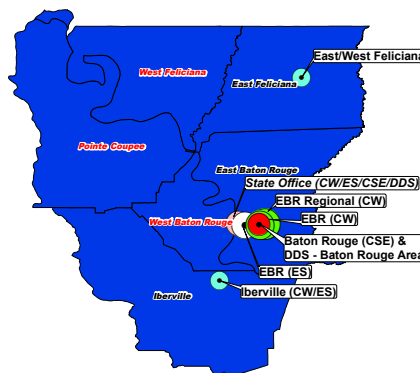 East/West Feliciana
West Feliciana
East Feliciana
Pointe Coupee
East Baton Rouge
State Office (CW/ES/CSE/DDS)
EBR Regional (CW)
EBR (CW)
West Baton Rouge
Baton Rouge (CSE) &
DDS - Baton Rouge Area
EBR (ES)
Iberville (CW/ES)
Iberville